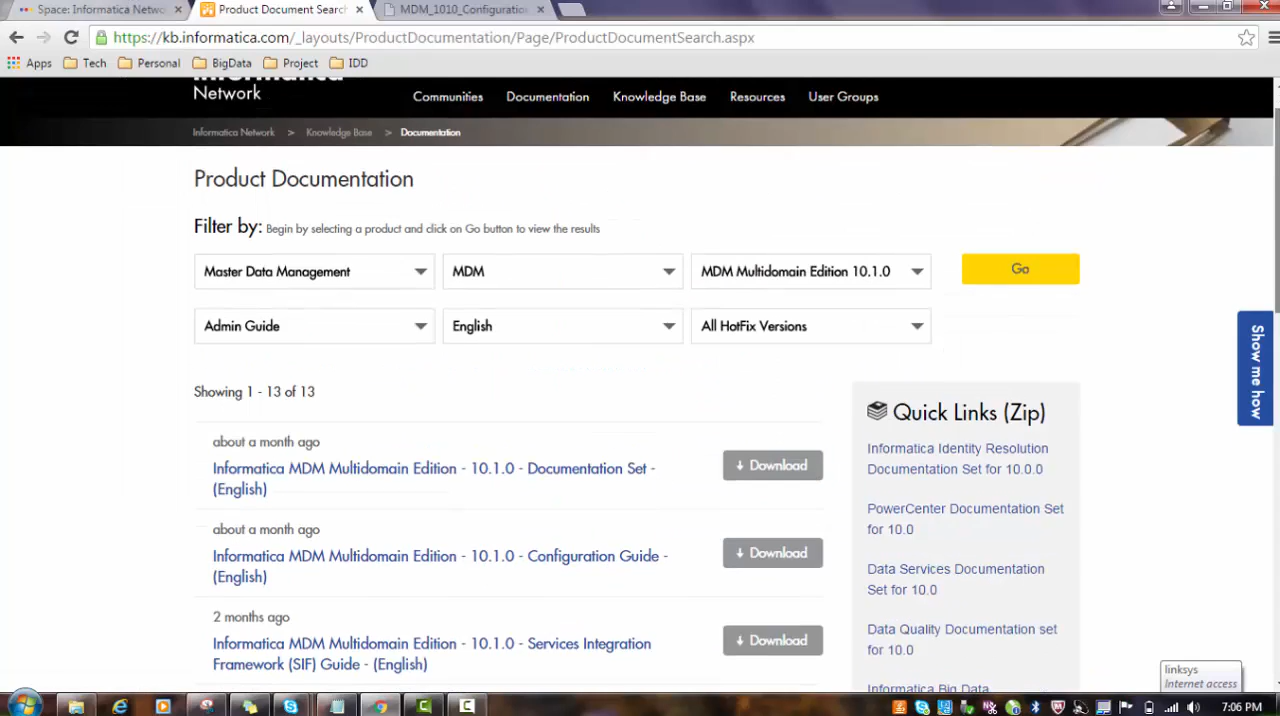 Space: Informatica Netwo
Product Document Search
MDM_1010_Configuration
https://kb.informatica.com/_layouts/ProductDocumentation/Page/ProductDocumentSearch.aspx
Apps Tech Personal BigData Project IDD
Informatica
Network
Communities Documentation Knowledge Base Resources User Groups
Informatica Network > Knowledge Base > Documentation
Product Documentation
Filter by: Begin by selecting a product and click on Go button to view the results
Master Data Management MDM MDM Multidomain Edition 10.1.0 Go
Admin Guide English All HotFix Versions
Show me how
Showing 1 - 13 of 13
about a month ago
Informatica MDM Multidomain Edition - 10.1.0 - Documentation Set -
(English)
Download
about a month ago
Informatica MDM Multidomain Edition - 10.1.0 - Configuration Guide -
(English)
Download
2 months ago
Informatica MDM Multidomain Edition - 10.1.0 - Services Integration
Framework (SIF) Guide - (English)
Download
Quick Links (Zip)
Informatica Identity Resolution
Documentation Set for 10.0.0
PowerCenter Documentation Set
for 10.0
Data Services Documentation
Set for 10.0
Data Quality Documentation set
for 10.0
Informatica Big Data
linksys
Internet access
7:06 PM